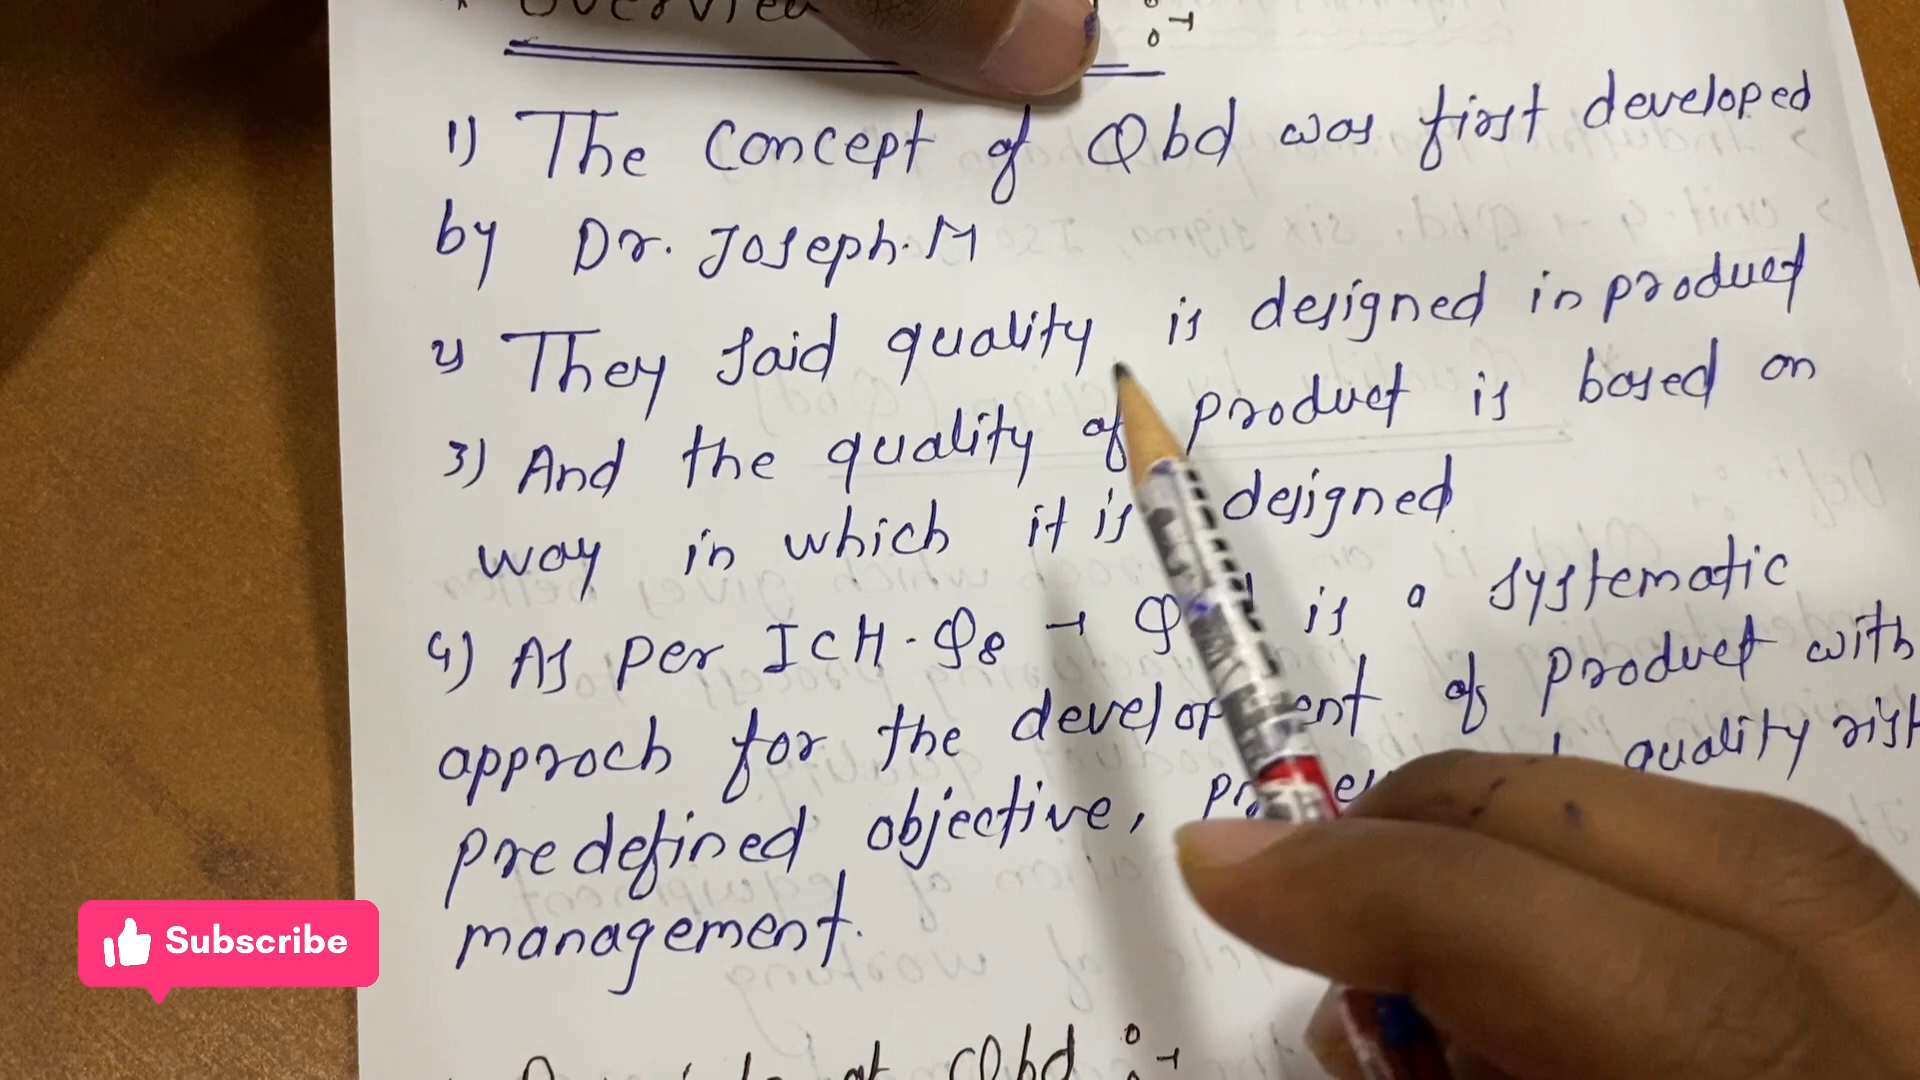 Overview
1) The concept of Qbd was first developed
by Dr. Joseph. M
2) They said quality is designed in product
3) And the quality of product is based on
way in which it is designed
4) As per ICH - Q8 → is a systematic
approch for the development of product with
predefined objective, quality risk
management.
Qbd :→
Subscribe